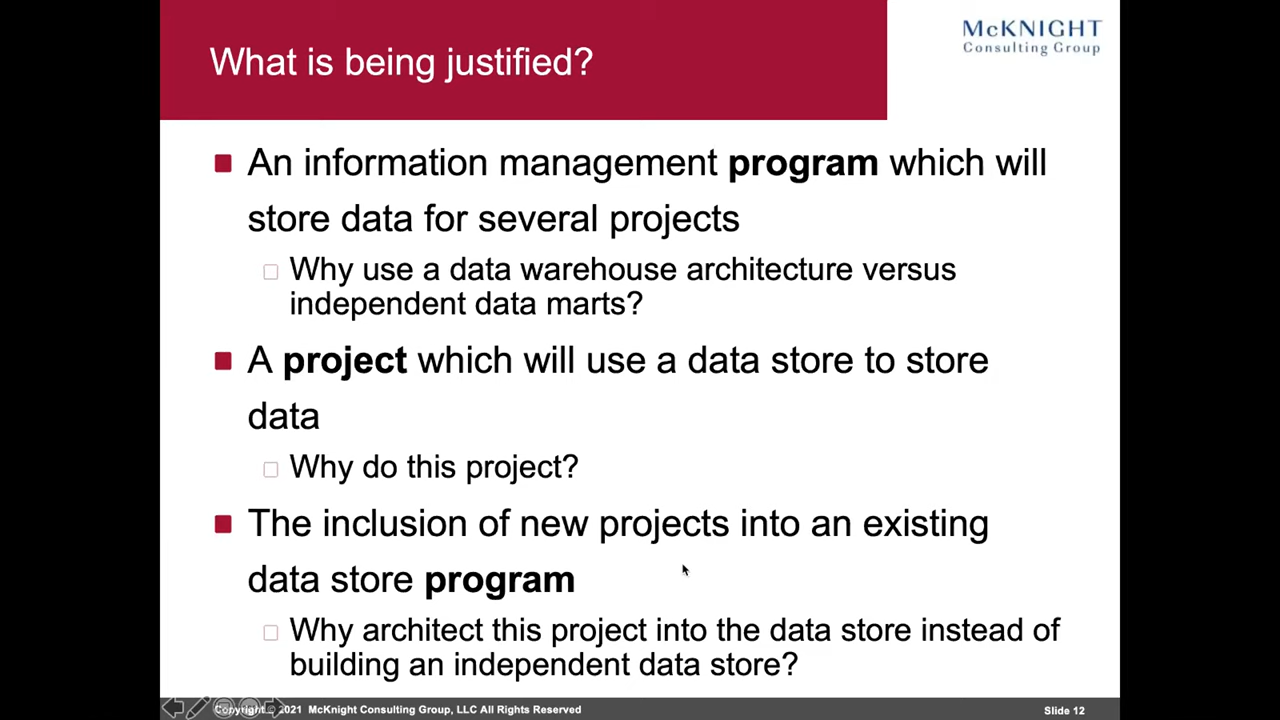 What is being justified?
McKNIGHT
Consulting Group
An information management program which will
store data for several projects
Why use a data warehouse architecture versus
independent data marts?
A project which will use a data store to store
data
Why do this project?
The inclusion of new projects into an existing
data store program
Why architect this project into the data store instead of
building an independent data store?
Copyright © 2021 McKnight Consulting Group, LLC All Rights Reserved
Slide 12